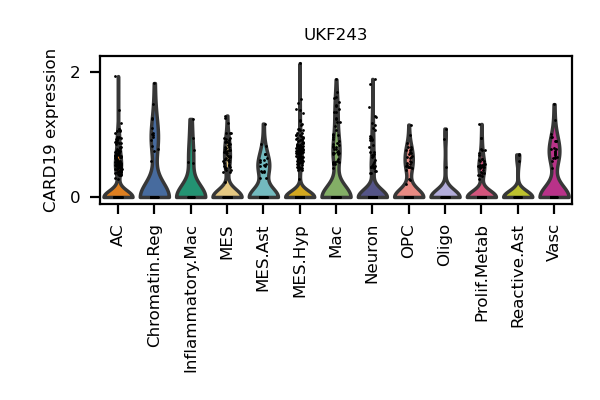 UKF243
CARD19 expression
2
0
AC
Chromatin.Reg
Inflammatory.Mac
MES
MES.Ast
MES.Hyp
Mac
Neuron
OPC
Oligo
Prolif.Metab
Reactive.Ast
Vasc